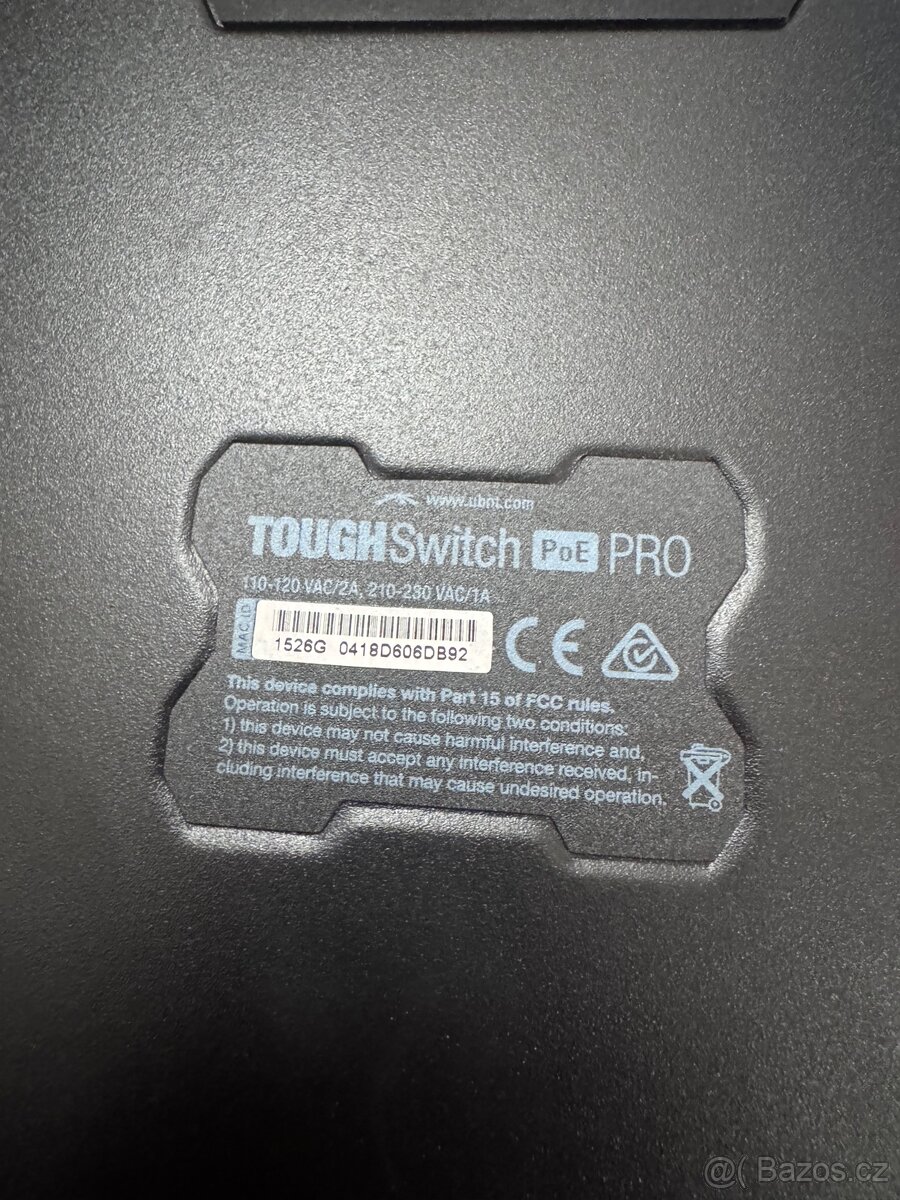 www.ubnt.com
TOUGHSwitch PoE PRO
110-120 VAC/2A, 210-230 VAC/1A
MAC ID
1526G 0418D606DB92
CE
This device complies with Part 15 of FCC rules.
Operation is subject to the following two conditions:
1) this device may not cause harmful interference and,
2) this device must accept any interference received, in-
cluding interference that may cause undesired operation.
@( Bazos.cz